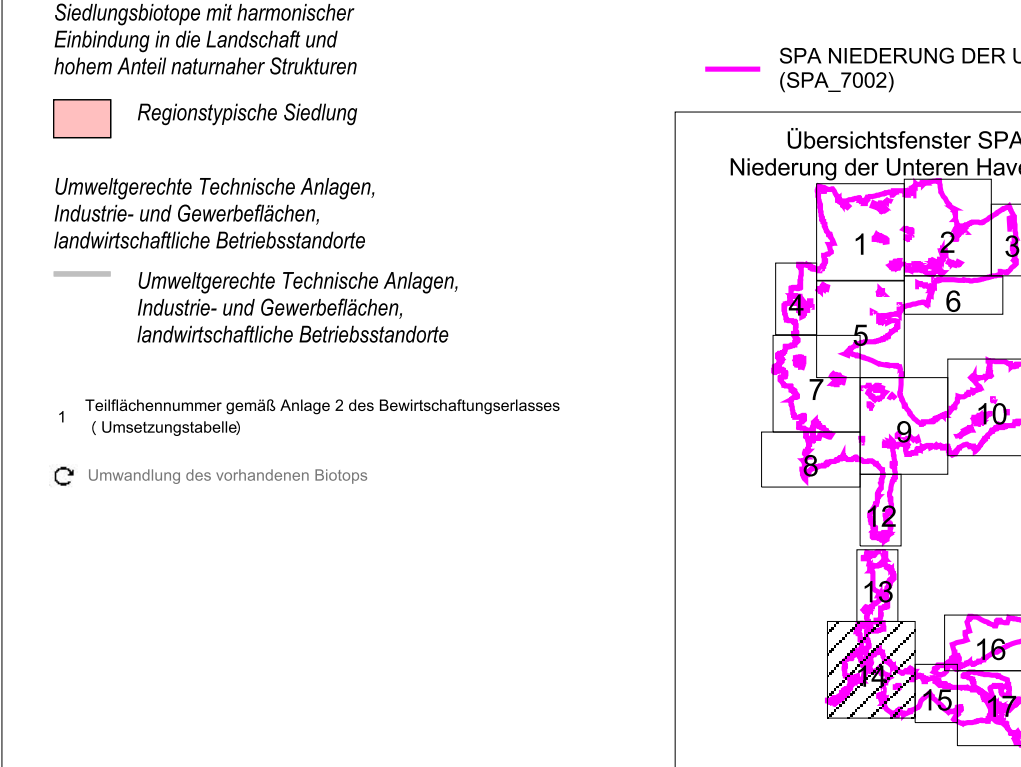 Siedlungsbiotope mit harmonischer
Einbindung in die Landschaft und
hohem Anteil naturnaher Strukturen
Regionstypische Siedlung
Umweltgerechte Technische Anlagen,
Industrie- und Gewerbeflächen,
landwirtschaftliche Betriebsstandorte
Umweltgerechte Technische Anlagen,
Industrie- und Gewerbeflächen,
landwirtschaftliche Betriebsstandorte
1 Teilflächennummer gemäß Anlage 2 des Bewirtschaftungserlasses
( Umsetzungstabelle)
Umwandlung des vorhandenen Biotops
SPA NIEDERUNG DER
(SPA_7002)
Übersichtsfenster SPA
Niederung der Unteren
1
2
3
4
5
6
7
8
9
10
12
13
14
15
16
17